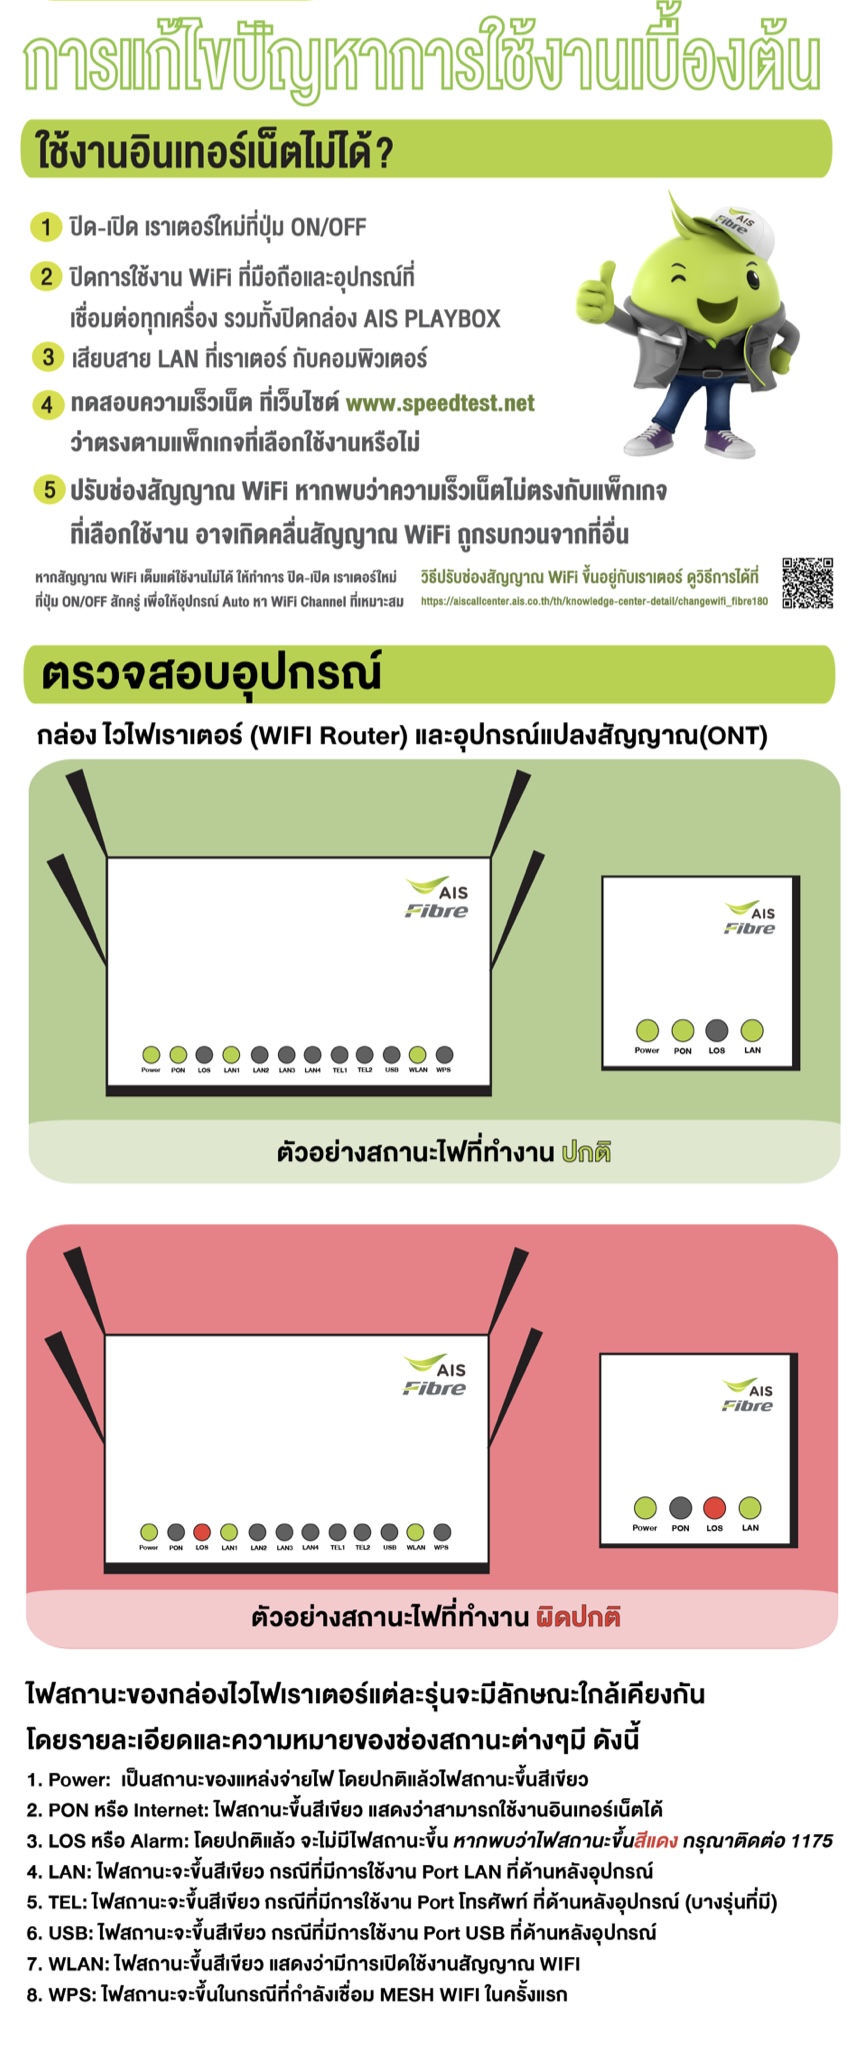 การแก้ไขปัญหาการใช้งานเบื้องต้น
ใช้งานอินเทอร์เน็ตไม่ได้?
1 ปิด-เปิด เราเตอร์ใหม่ที่ปุ่ม ON/OFF
2 ปิดการใช้งาน WiFi ที่มือถือและอุปกรณ์ที่
เชื่อมต่อทุกเครื่อง รวมทั้งปิดกล่อง AIS PLAYBOX
3 เสียบสาย LAN ที่เราเตอร์ กับคอมพิวเตอร์
4 ทดสอบความเร็วเน็ต ที่เว็บไซต์ www.speedtest.net
ว่าตรงตามแพ็กเกจที่เลือกใช้งานหรือไม่
5 ปรับช่องสัญญาณ WiFi หากพบว่าความเร็วเน็ตไม่ตรงกับแพ็กเกจ
ที่เลือกใช้งาน อาจเกิดคลื่นสัญญาณ WiFi ถูกรบกวนจากที่อื่น
AIS
Fibre
หากสัญญาณ WiFi เต็มแต่ใช้งานไม่ได้ ให้ทำการ ปิด-เปิด เราเตอร์ใหม่
ที่ปุ่ม ON/OFF สักครู่ เพื่อให้อุปกรณ์ Auto หา WiFi Channel ที่เหมาะสม
วิธีปรับช่องสัญญาณ WiFi ขึ้นอยู่กับเราเตอร์ ดูวิธีการได้ที่
https://aiscallcenter.ais.co.th/th/knowledge-center-detail/changewifi_fibre180
ตรวจสอบอุปกรณ์
กล่อง ไวไฟเราเตอร์ (WIFI Router) และอุปกรณ์แปลงสัญญาณ(ONT)
AIS
Fibre
Power PON LOS LAN1 LAN2 LAN3 LAN4 TEL1 TEL2 USB WLAN WPS
AIS
Fibre
Power PON LOS LAN
ตัวอย่างสถานะไฟที่ทำงาน ปกติ
AIS
Fibre
Power PON LOS LAN1 LAN2 LAN3 LAN4 TEL1 TEL2 USB WLAN WPS
AIS
Fibre
Power PON LOS LAN
ตัวอย่างสถานะไฟที่ทำงาน ผิดปกติ
ไฟสถานะของกล่องไวไฟเราเตอร์แต่ละรุ่นจะมีลักษณะใกล้เคียงกัน
โดยรายละเอียดและความหมายของช่องสถานะต่างๆมี ดังนี้
1. Power: เป็นสถานะของแหล่งจ่ายไฟ โดยปกติแล้วไฟสถานะขึ้นสีเขียว
2. PON หรือ Internet: ไฟสถานะขึ้นสีเขียว แสดงว่าสามารถใช้งานอินเทอร์เน็ตได้
3. LOS หรือ Alarm: โดยปกติแล้ว จะไม่มีไฟสถานะขึ้น หากพบว่าไฟสถานะขึ้นสีแดง กรุณาติดต่อ 1175
4. LAN: ไฟสถานะจะขึ้นสีเขียว กรณีที่มีการใช้งาน Port LAN ที่ด้านหลังอุปกรณ์
5. TEL: ไฟสถานะจะขึ้นสีเขียว กรณีที่มีการใช้งาน Port โทรศัพท์ ที่ด้านหลังอุปกรณ์ (บางรุ่นที่มี)
6. USB: ไฟสถานะจะขึ้นสีเขียว กรณีที่มีการใช้งาน Port USB ที่ด้านหลังอุปกรณ์
7. WLAN: ไฟสถานะขึ้นสีเขียว แสดงว่ามีการเปิดใช้งานสัญญาณ WIFI
8. WPS: ไฟสถานะจะขึ้นในกรณีที่กำลังเชื่อม MESH WIFI ในครั้งแรก